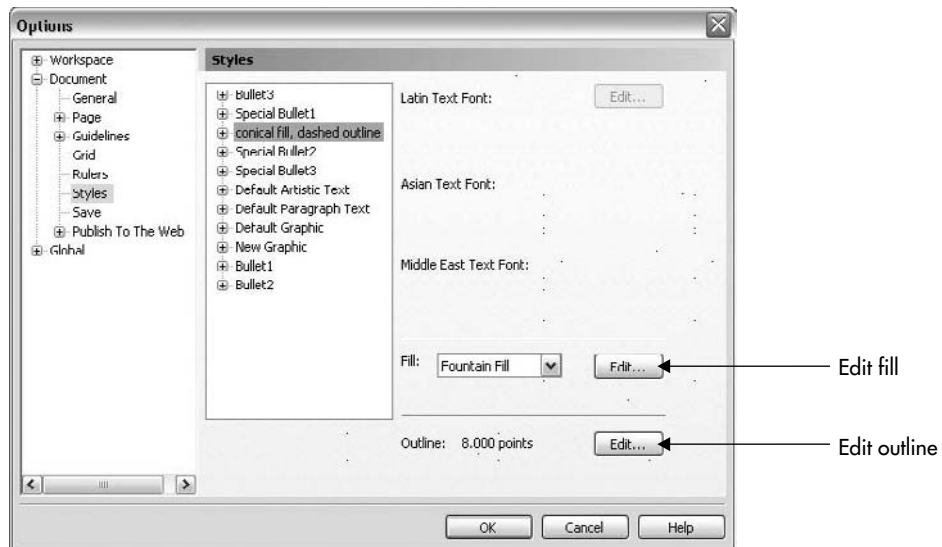 Options
Workspace
Document
General
Page
Guidelines
Grid
Rulers
Styles
Save
Publish To The Web
Global
Styles
Bullet3
Special Bullet1
conical fill, dashed outline
Special Bullet2
Special Bullet3
Default Artistic Text
Default Paragraph Text
Default Graphic
New Graphic
Bullet1
Bullet2
Latin Text Font: Edit...
Asian Text Font:
Middle East Text Font:
Fill: Fountain Fill Edit...
Outline: 8.000 points Edit...
Edit fill
Edit outline
OK Cancel Help